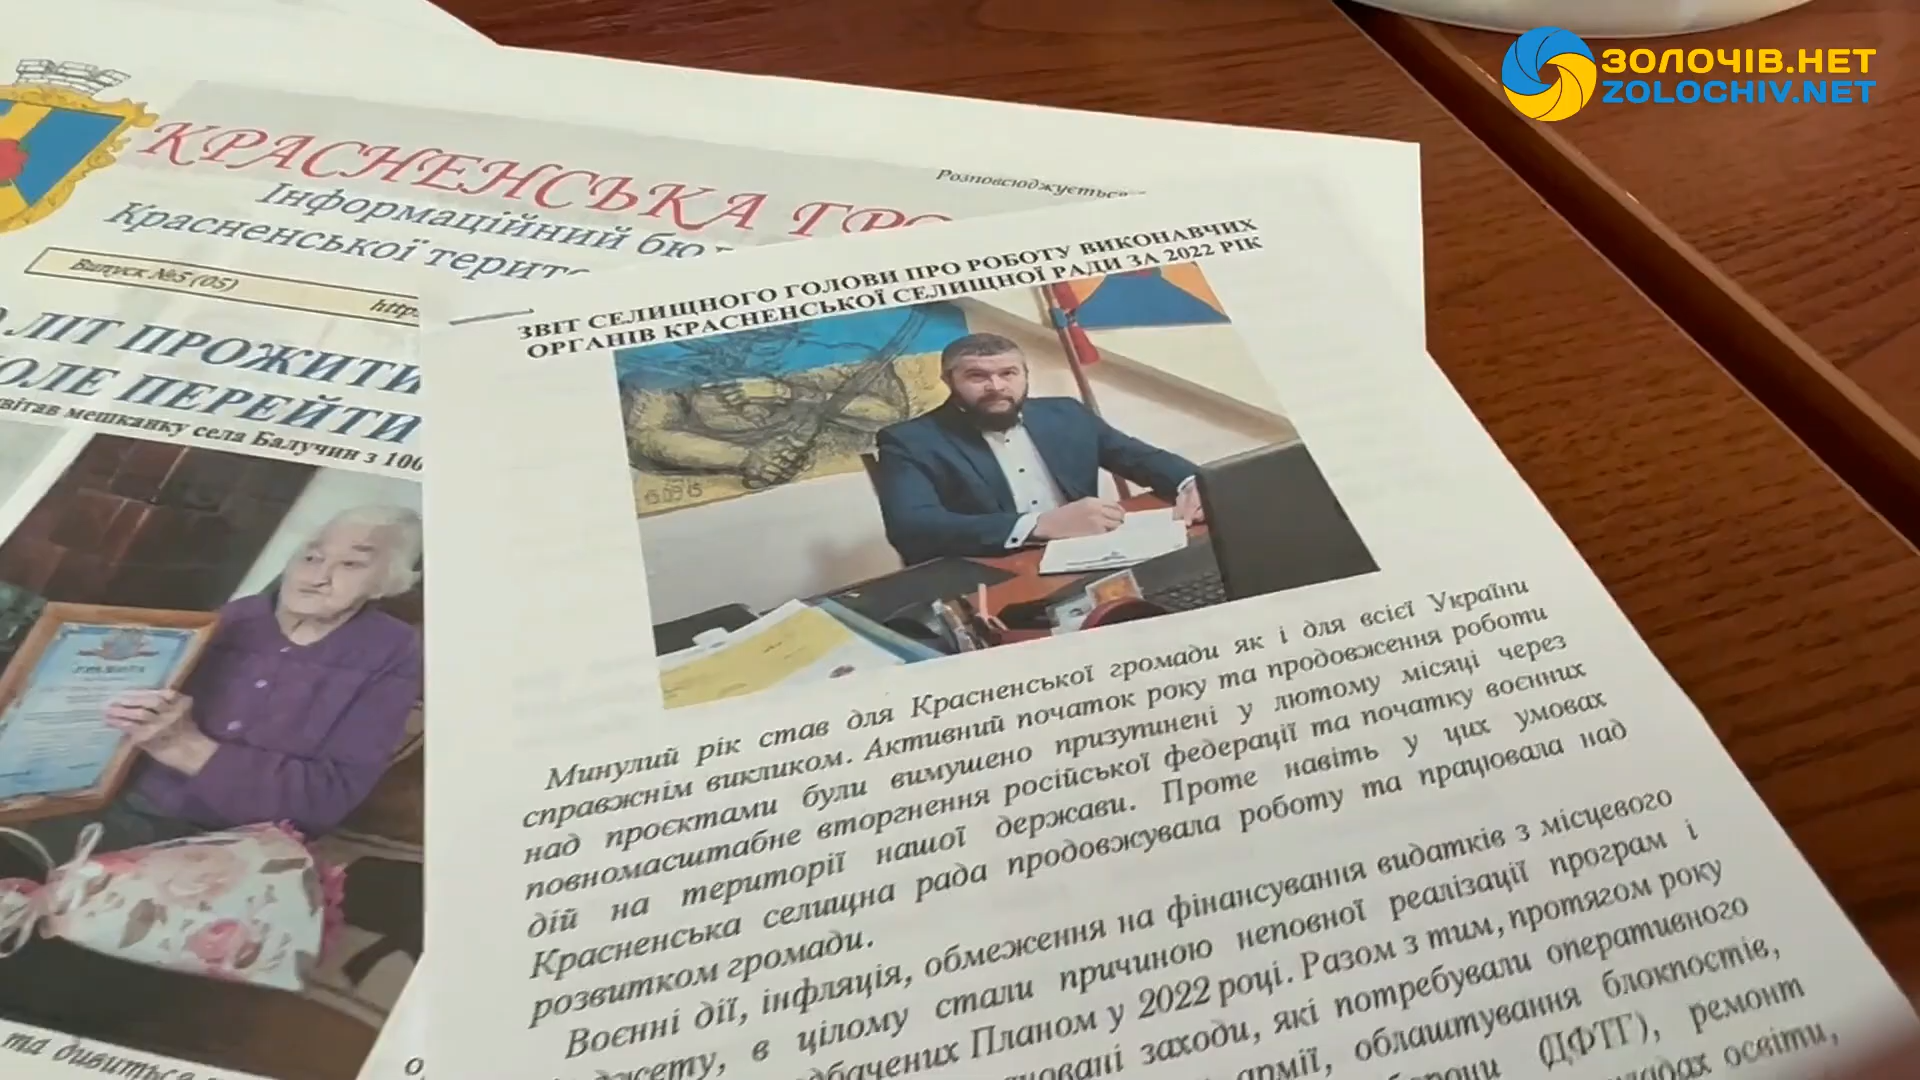 ЗОЛОЧІВ.НЕТ
ZOLOCHIV.NET
Розповсюджується
КРАСНЕНСЬКА ГРО
Інформаційний бю
Красненської терито
Випуск №5 (05)
http:
ЛІТ ПРОЖИТИ
ОЛЕ ПЕРЕЙТИ
мешканку села Балучин з 100
та дивиться
ЗВІТ СЕЛИЩНОГО ГОЛОВИ ПРО РОБОТУ ВИКОНАВЧИХ
ОРГАНІВ КРАСНЕНСЬКОЇ СЕЛИЩНОЇ РАДИ ЗА 2022 РІК
Минулий рік став для Красненської громади як і для всієї України
справжнім викликом. Активний початок року та продовження роботи
над проєктами були вимушено призупинені у лютому місяці через
повномасштабне вторгнення російської федерації та початку воєнних
дій на території нашої держави. Проте навіть у цих умовах
Красненська селищна рада продовжувала роботу та працювала над
розвитком громади.
Воєнні дії, інфляція, обмеження на фінансування видатків з місцевого
в цілому стали причиною неповної реалізації програм і
Планом у 2022 році. Разом з тим, протягом року
заходи, які потребували оперативного
армії, облаштування блокпостів,
(ДФТГ), ремонт
освіти,